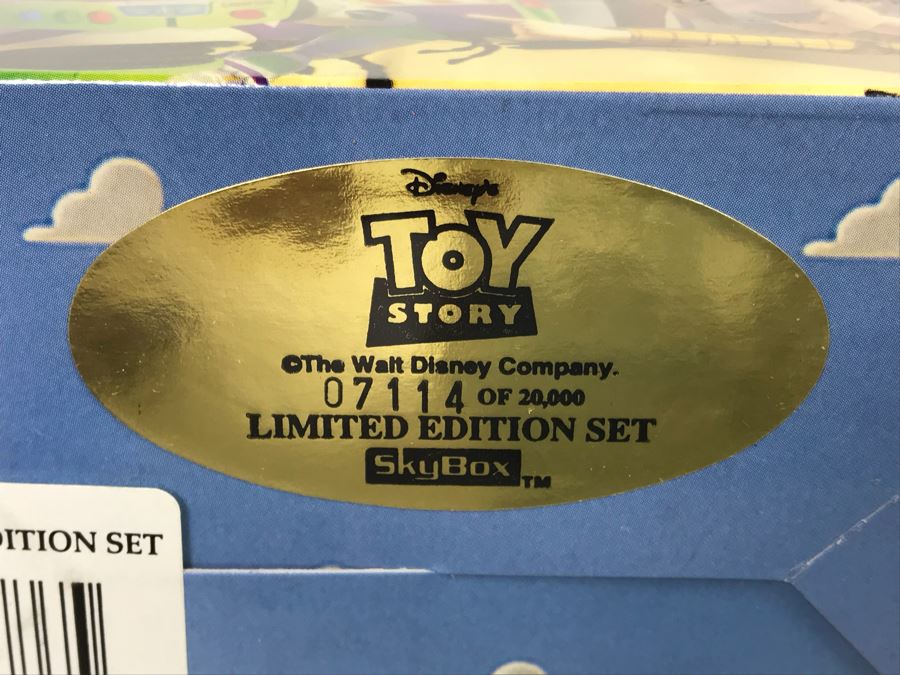 Disney's
TOY
STORY
©The Walt Disney Company.
07114 OF 20,000
LIMITED EDITION SET
SkyBox TM
DITION SET